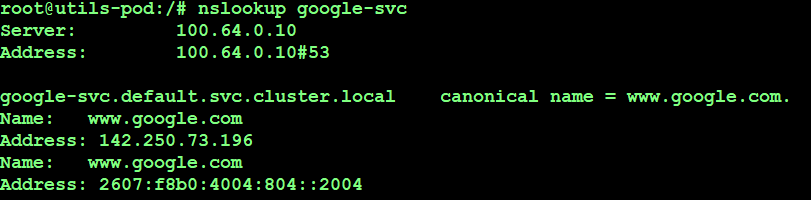 root@utils-pod:/# nslookup google-svc
Server:         100.64.0.10
Address:        100.64.0.10#53
google-svc.default.svc.cluster.local    canonical name = www.google.com.
Name:   www.google.com
Address: 142.250.73.196
Name:   www.google.com
Address: 2607:f8b0:4004:804::2004